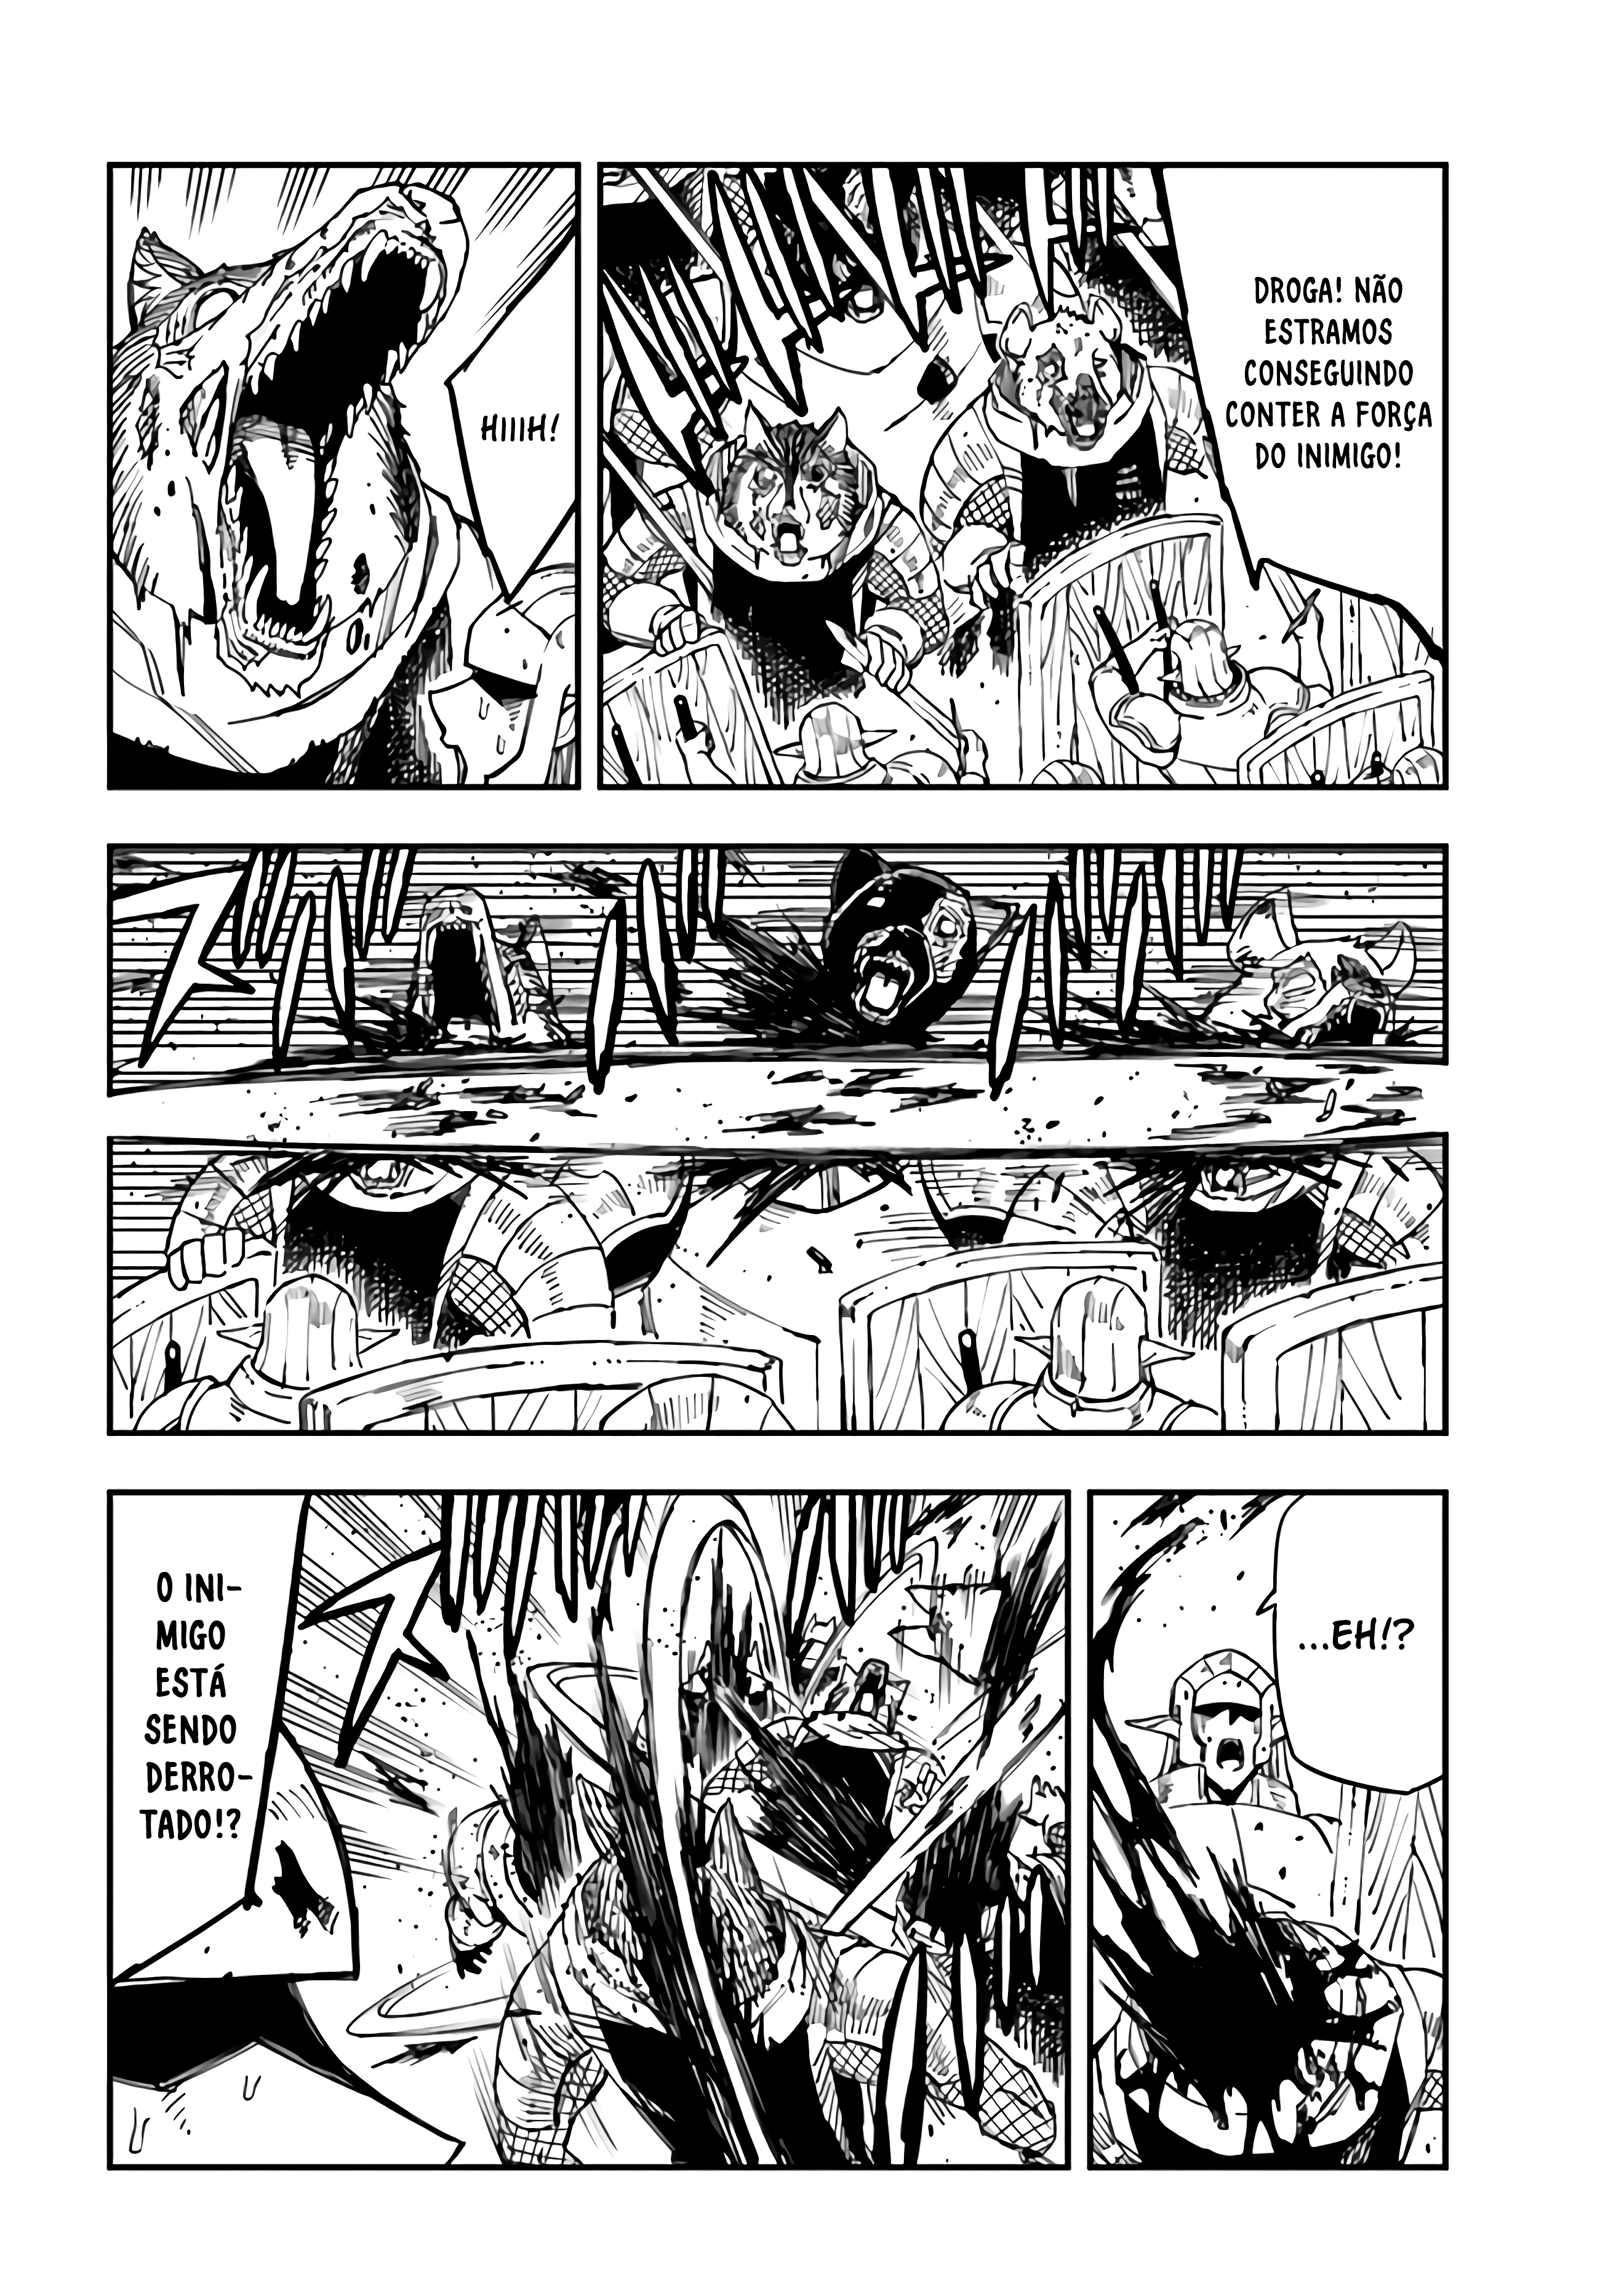 DROGA! NÃO
ESTRAMOS
CONSEGUINDO
CONTER A FORÇA
DO INIMIGO!
HIIIH!
...EH!?
O INI-
MIGO
ESTÁ
SENDO
DERRO-
TADO!?